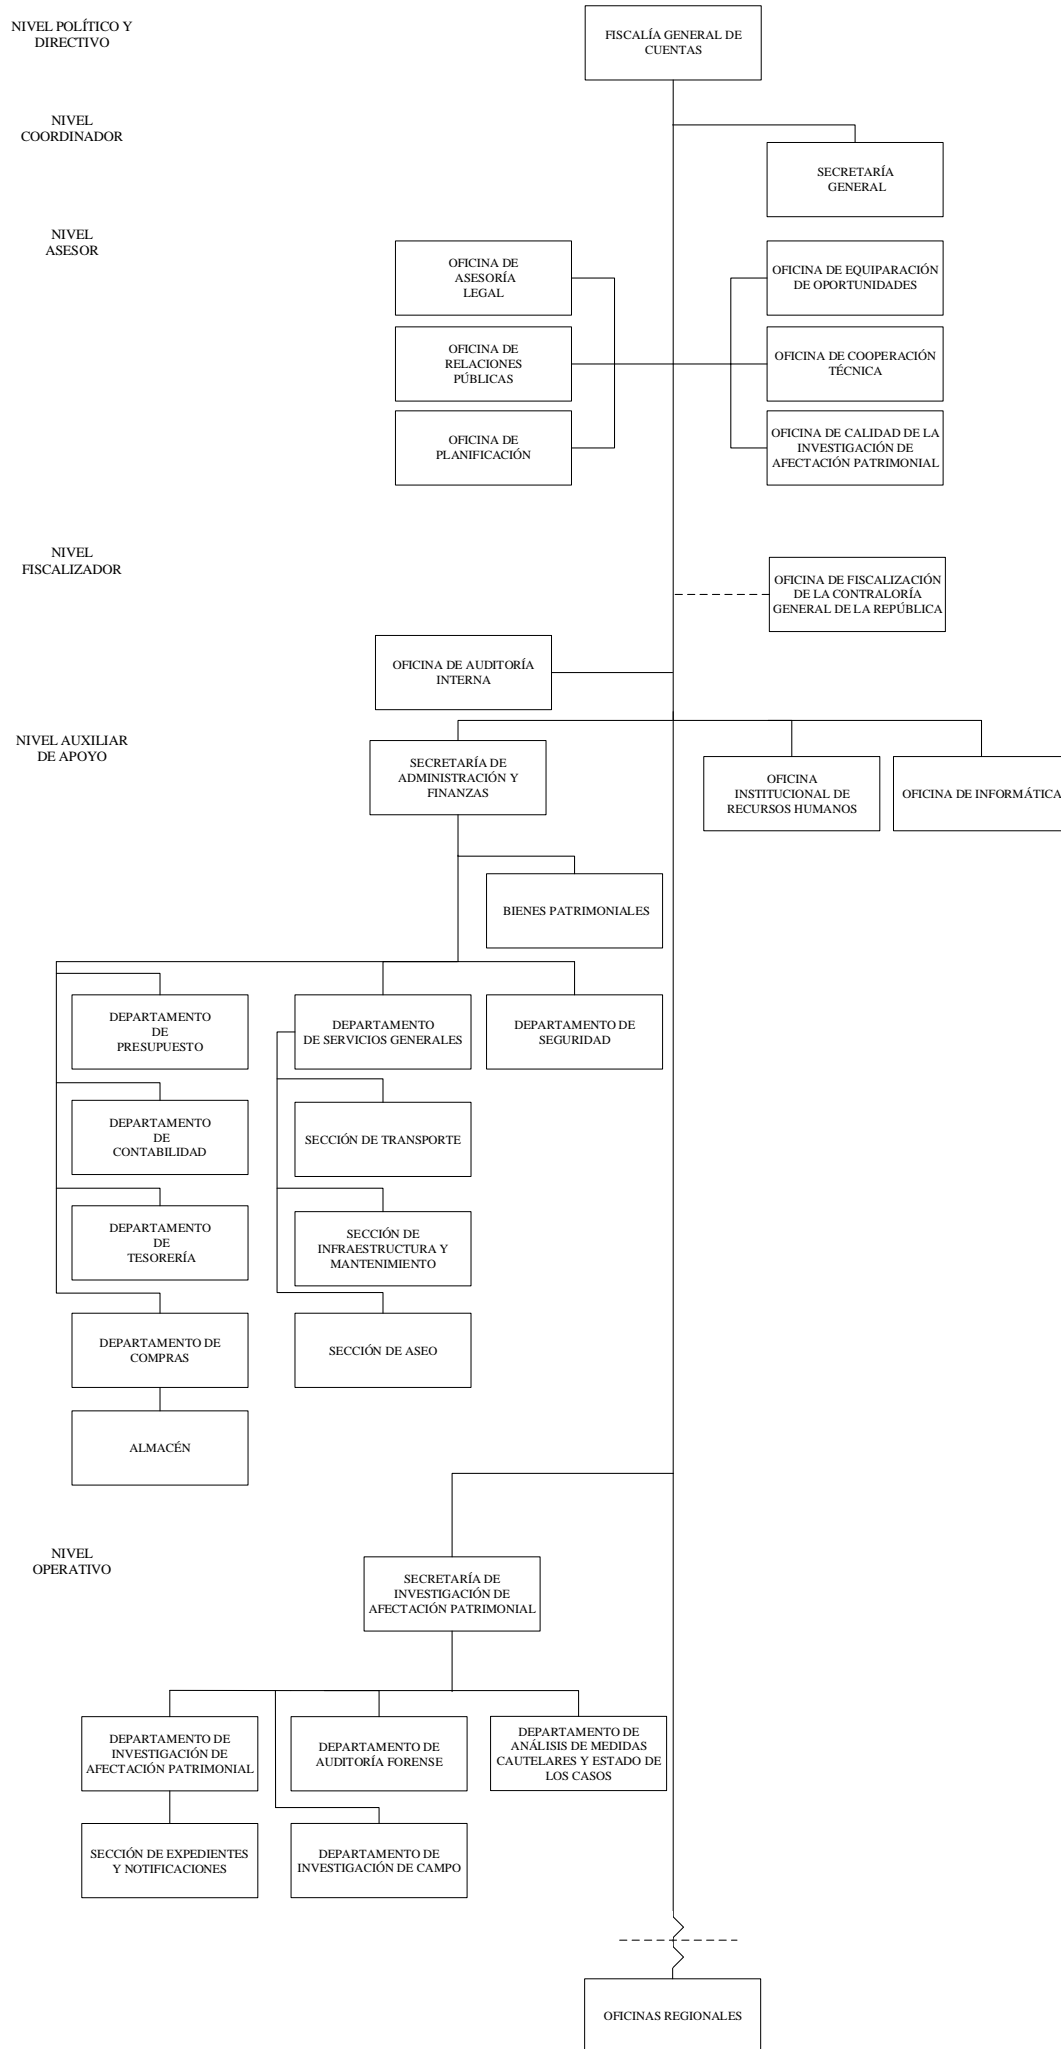 NIVEL POLÍTICO Y
DIRECTIVO
FISCALÍA GENERAL DE
CUENTAS
NIVEL
COORDINADOR
SECRETARÍA
GENERAL
NIVEL
ASESOR
OFICINA DE
ASESORÍA
LEGAL
OFICINA DE EQUIPARACIÓN
DE OPORTUNIDADES
OFICINA DE
RELACIONES
PÚBLICAS
OFICINA DE COOPERACIÓN
TÉCNICA
OFICINA DE
PLANIFICACIÓN
OFICINA DE CALIDAD DE LA
INVESTIGACIÓN DE
AFECTACIÓN PATRIMONIAL
NIVEL
FISCALIZADOR
OFICINA DE FISCALIZACIÓN
DE LA CONTRALORÍA
GENERAL DE LA REPÚBLICA
OFICINA DE AUDITORÍA
INTERNA
NIVEL AUXILIAR
DE APOYO
SECRETARÍA DE
ADMINISTRACIÓN Y
FINANZAS
OFICINA
INSTITUCIONAL DE
RECURSOS HUMANOS
OFICINA DE INFORMÁTICA
BIENES PATRIMONIALES
DEPARTAMENTO
DE
PRESUPUESTO
DEPARTAMENTO
DE SERVICIOS GENERALES
DEPARTAMENTO DE
SEGURIDAD
DEPARTAMENTO
DE
CONTABILIDAD
SECCIÓN DE TRANSPORTE
DEPARTAMENTO
DE
TESORERÍA
SECCIÓN DE
INFRAESTRUCTURA Y
MANTENIMIENTO
DEPARTAMENTO DE
COMPRAS
SECCIÓN DE ASEO
ALMACÉN
NIVEL
OPERATIVO
SECRETARÍA DE
INVESTIGACIÓN DE
AFECTACIÓN PATRIMONIAL
DEPARTAMENTO DE
INVESTIGACIÓN DE
AFECTACIÓN PATRIMONIAL
DEPARTAMENTO DE
AUDITORÍA FORENSE
DEPARTAMENTO DE
ANÁLISIS DE MEDIDAS
CAUTELARES Y ESTADO DE
LOS CASOS
SECCIÓN DE EXPEDIENTES
Y NOTIFICACIONES
DEPARTAMENTO DE
INVESTIGACIÓN DE CAMPO
OFICINAS REGIONALES